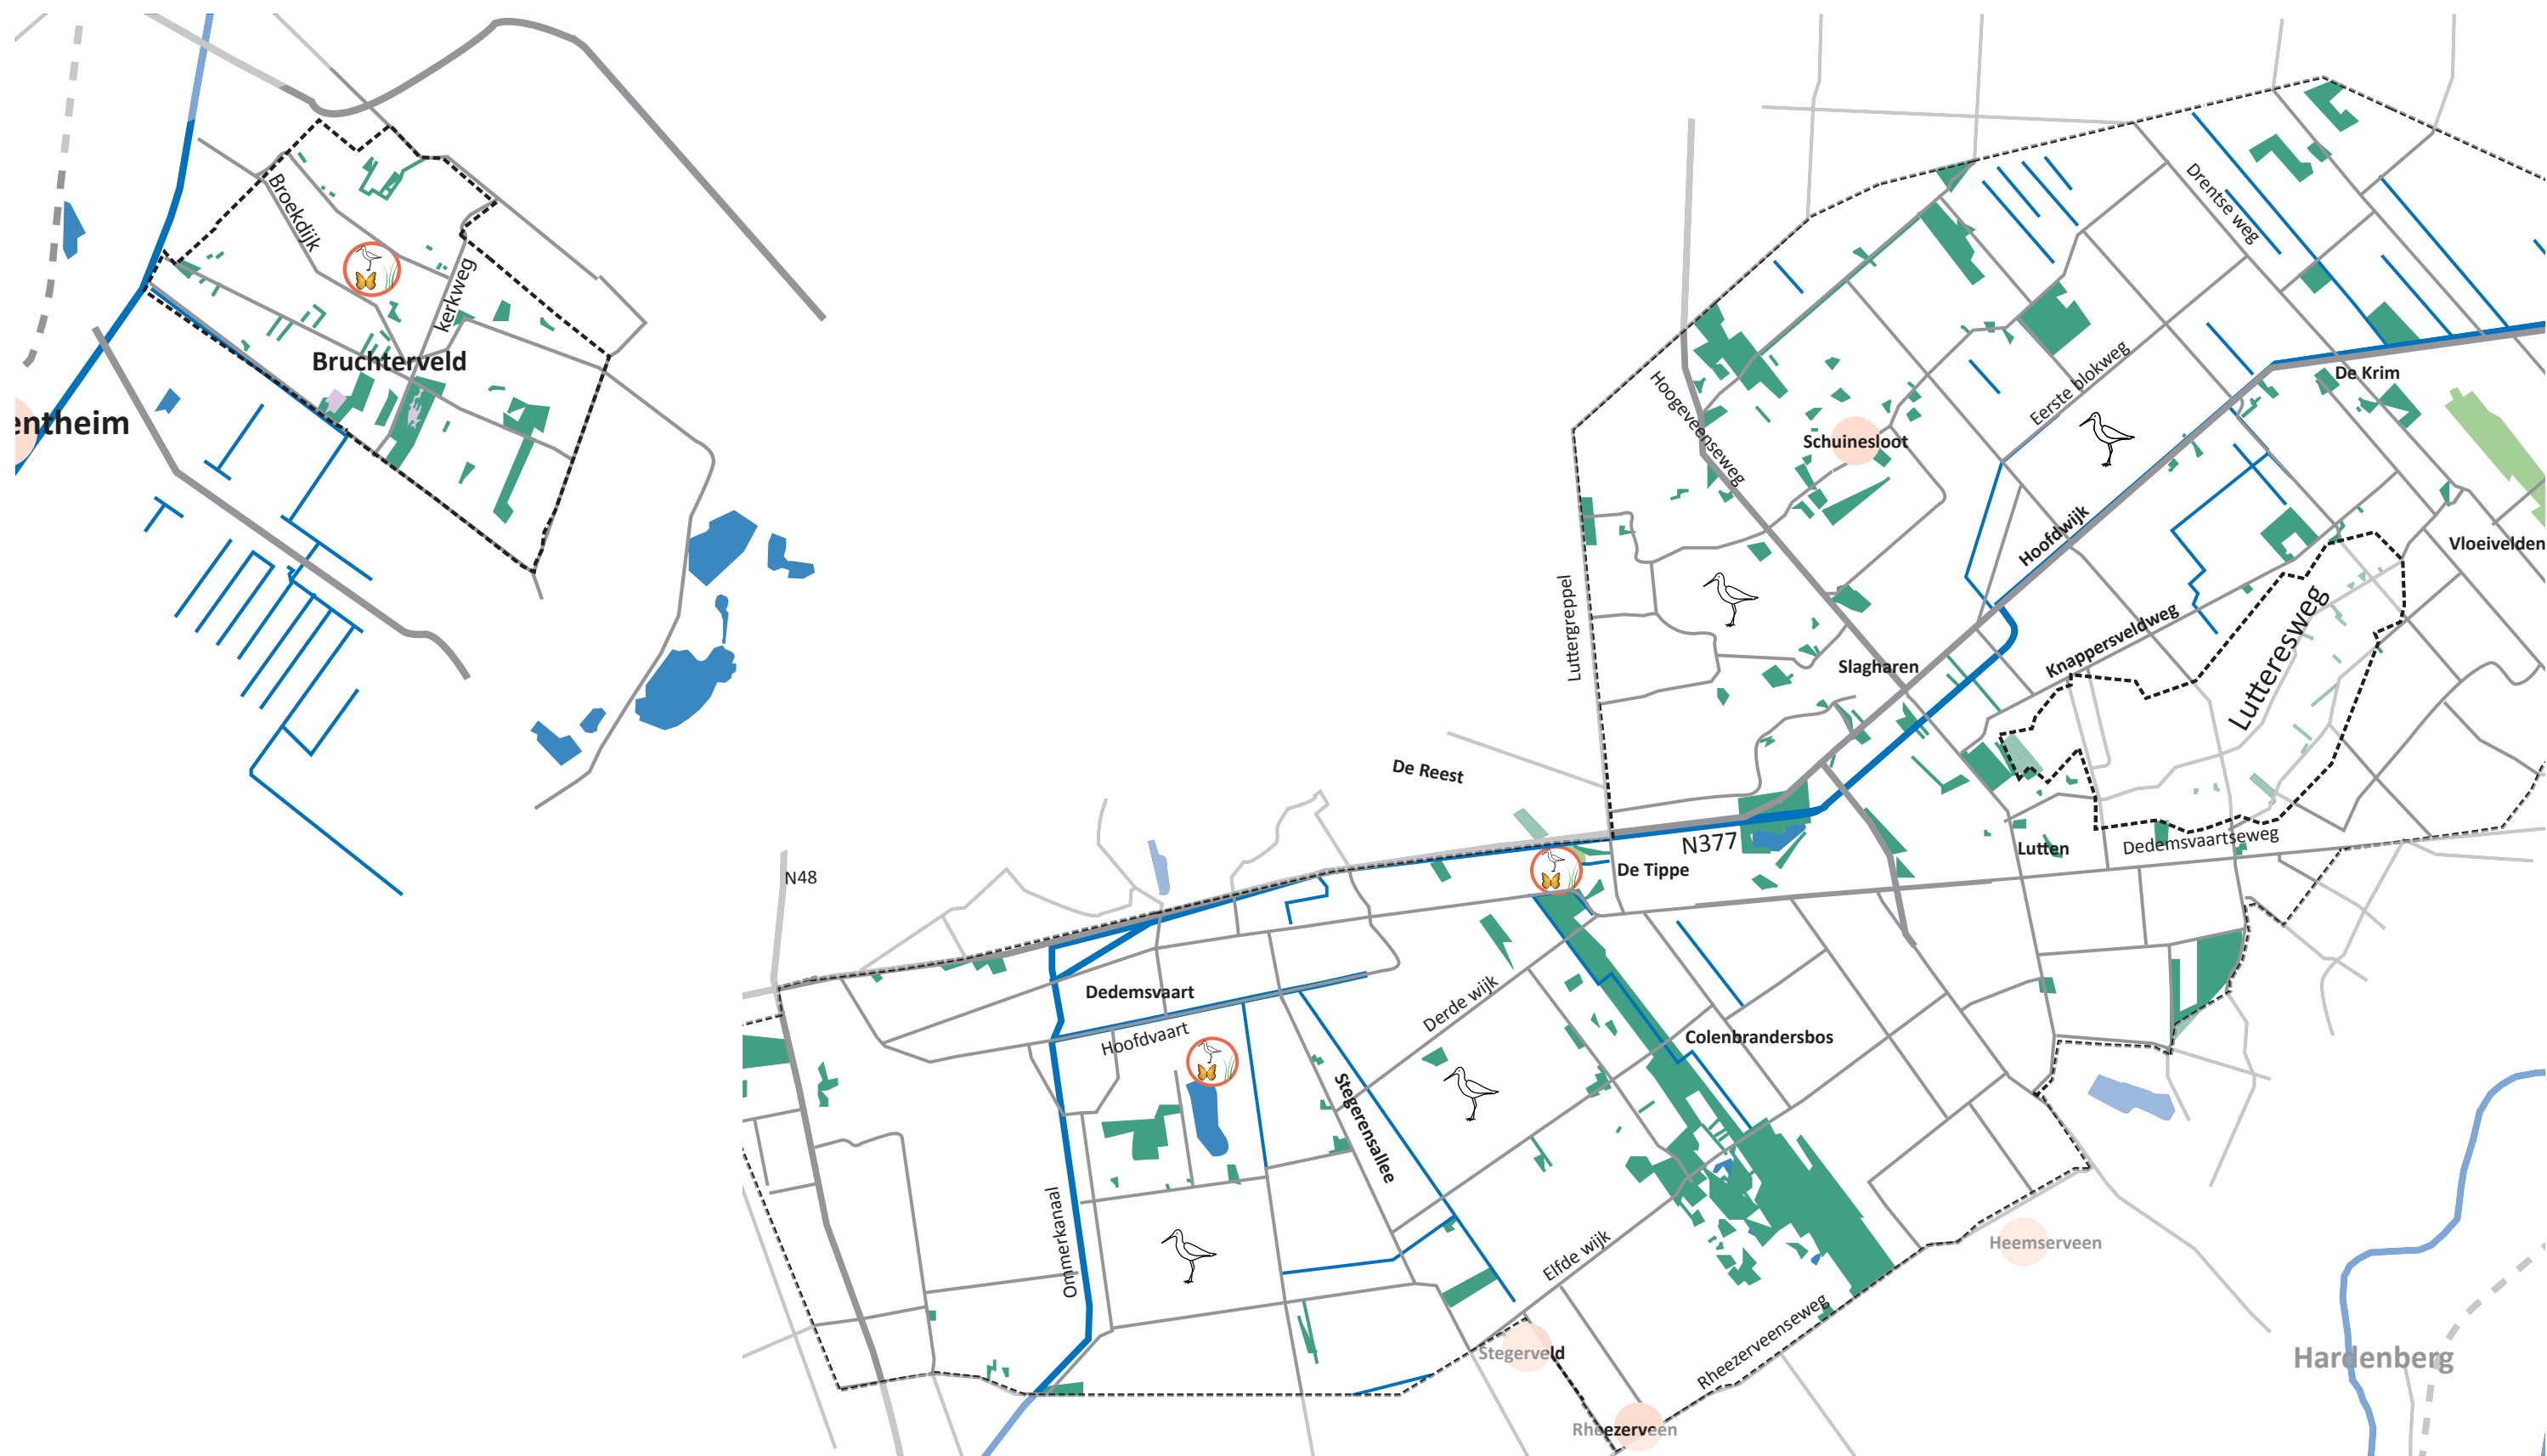 Broekdijk
kerkweg
Bruchterveld
entheim
Drentse weg
De Krim
Eerste blokweg
Hoogeveenseweg
Schuinesloot
Hoofdwijk
Vloeivelden
Luttergreppel
Knappersveldweg
Lutteresweg
Slagharen
De Reest
N377
Lutten
Dedemsvaartseweg
De Tippe
N48
Dedemsvaart
Hoofdvaart
Derde wijk
Colenbrandersbos
Stegerensallee
Ommerkanaal
Elfde wijk
Heemserveen
Rheezerveenseweg
Stegerveld
Hardenberg
Rheezerveen